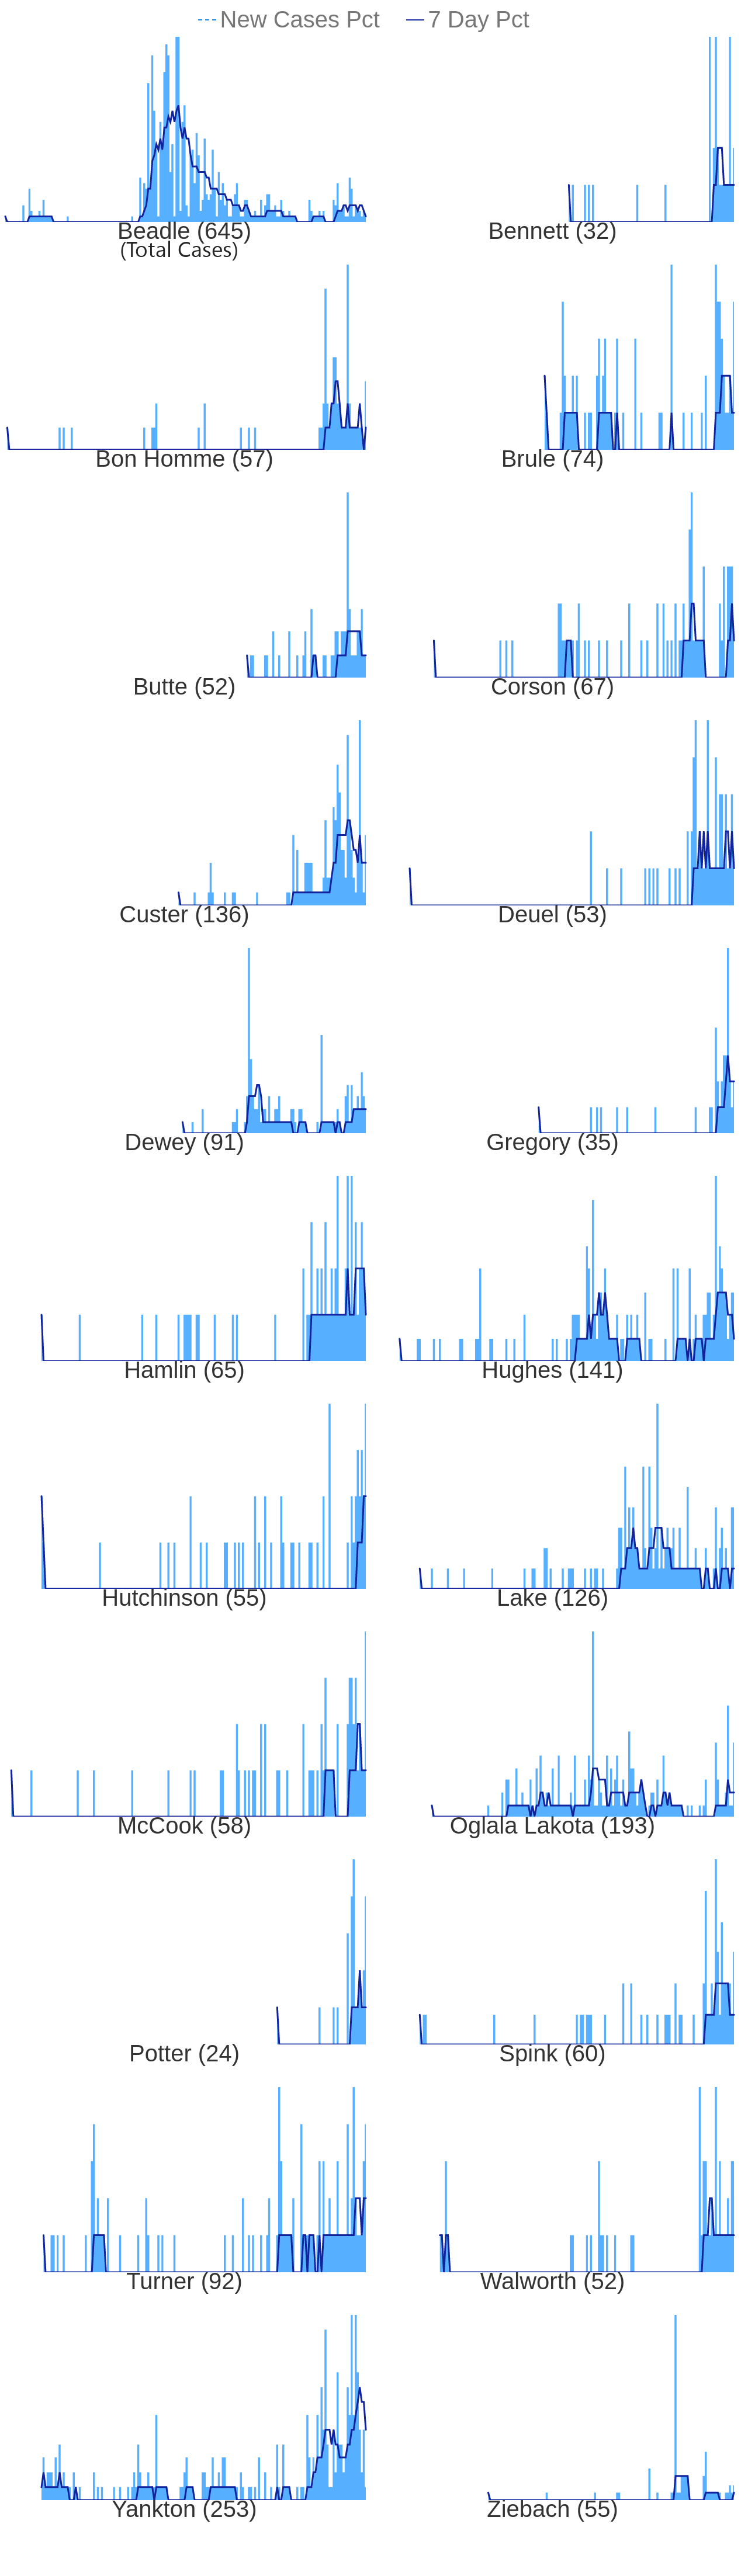 New Cases Pct 7 Day Pct
Beadle (645) Bennett (32)
(Total Cases)
Bon Homme (57) Brule (74)
Butte (52) Corson (67)
Custer (136) Deuel (53)
Dewey (91) Gregory (35)
Hamlin (65) Hughes (141)
Hutchinson (55) Lake (126)
McCook (58) Oglala Lakota (193)
Potter (24) Spink (60)
Turner (92) Walworth (52)
Yankton (253) Ziebach (55)